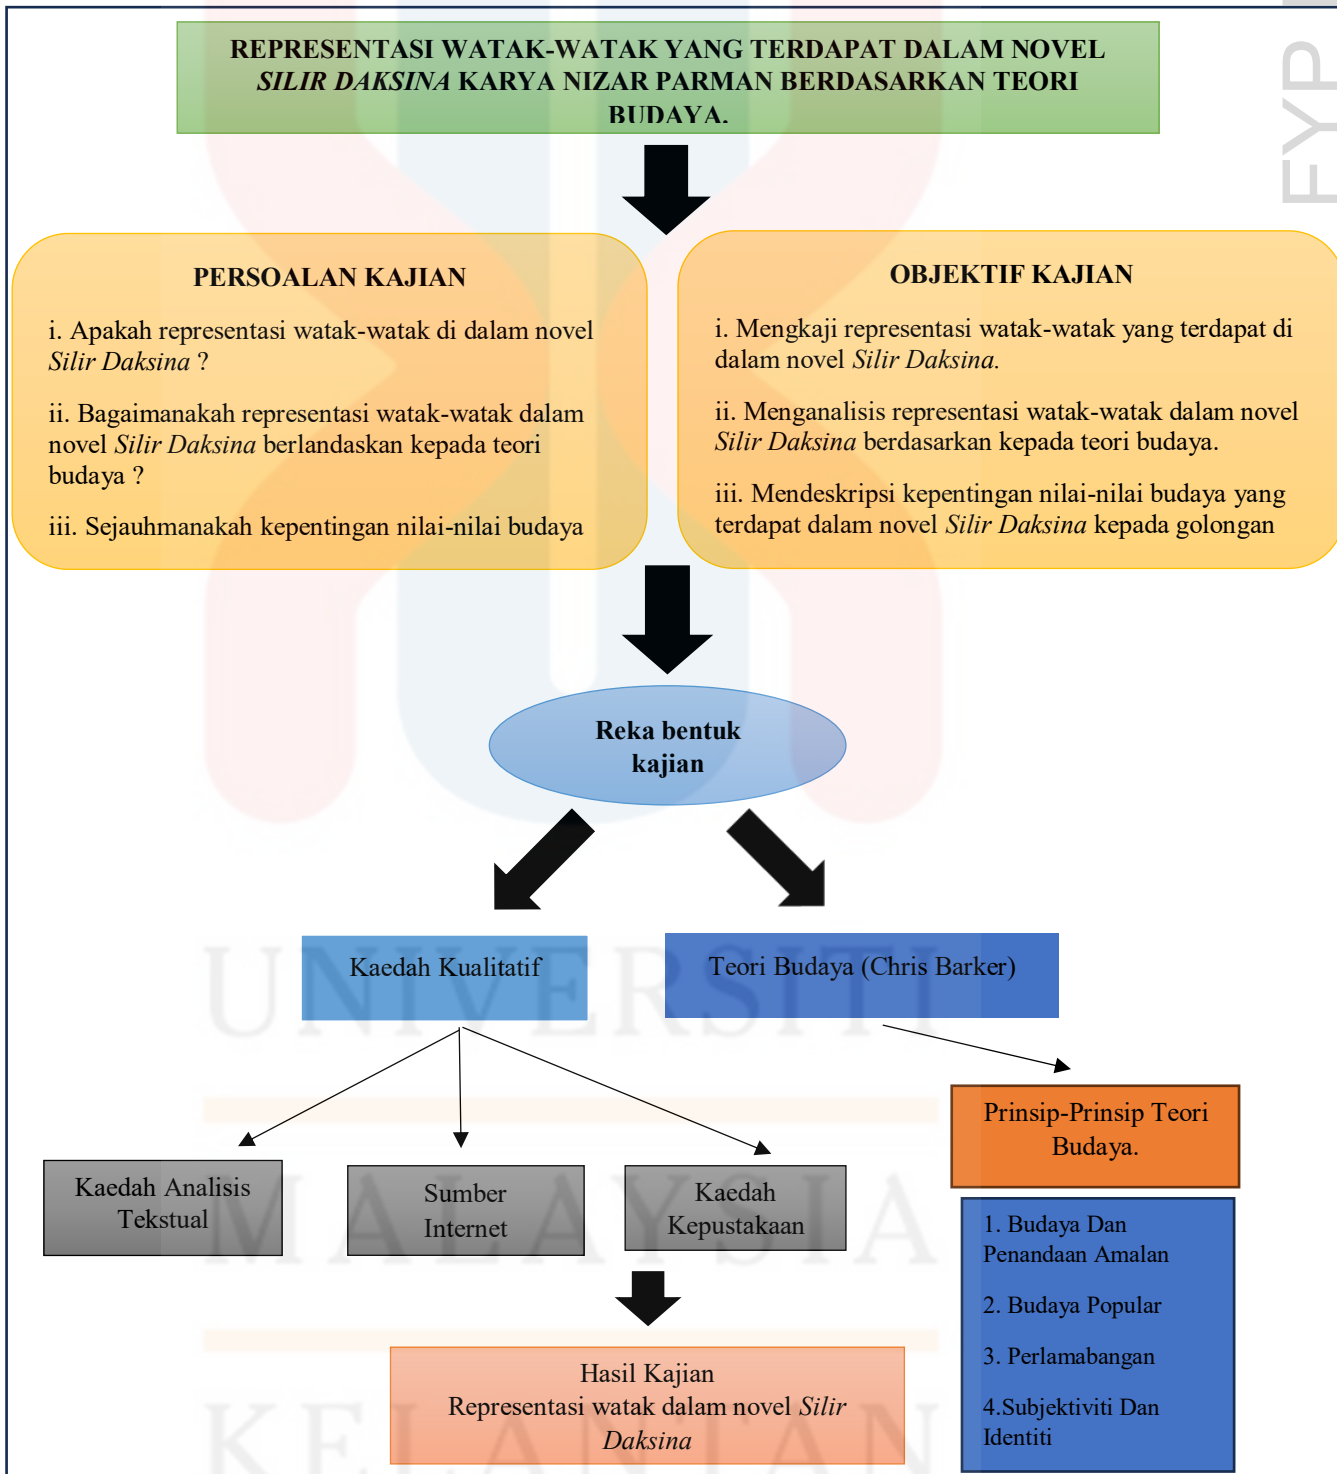 FYP
REPRESENTASI WATAK-WATAK YANG TERDAPAT DALAM NOVEL
SILIR DAKSINA KARYA NIZAR PARMAN BERDASARKAN TEORI
BUDAYA.
PERSOALAN KAJIAN
i. Apakah representasi watak-watak di dalam novel
Silir Daksina ?
ii. Bagaimanakah representasi watak-watak dalam
novel Silir Daksina berlandaskan kepada teori
budaya ?
iii. Sejauhmanakah kepentingan nilai-nilai budaya
OBJEKTIF KAJIAN
i. Mengkaji representasi watak-watak yang terdapat di
dalam novel Silir Daksina.
ii. Menganalisis representasi watak-watak dalam novel
Silir Daksina berdasarkan kepada teori budaya.
iii. Mendeskripsi kepentingan nilai-nilai budaya yang
terdapat dalam novel Silir Daksina kepada golongan
Reka bentuk
kajian
Kaedah Kualitatif
Teori Budaya (Chris Barker)
Kaedah Analisis
Tekstual
Sumber
Internet
Kaedah
Kepustakaan
Prinsip-Prinsip Teori
Budaya.
1. Budaya Dan
Penandaan Amalan
2. Budaya Popular
3. Perlamabangan
4.Subjektiviti Dan
Identiti
Hasil Kajian
Representasi watak dalam novel Silir
Daksina
UNIVERSITI
MALAYSIA
KELANTAN